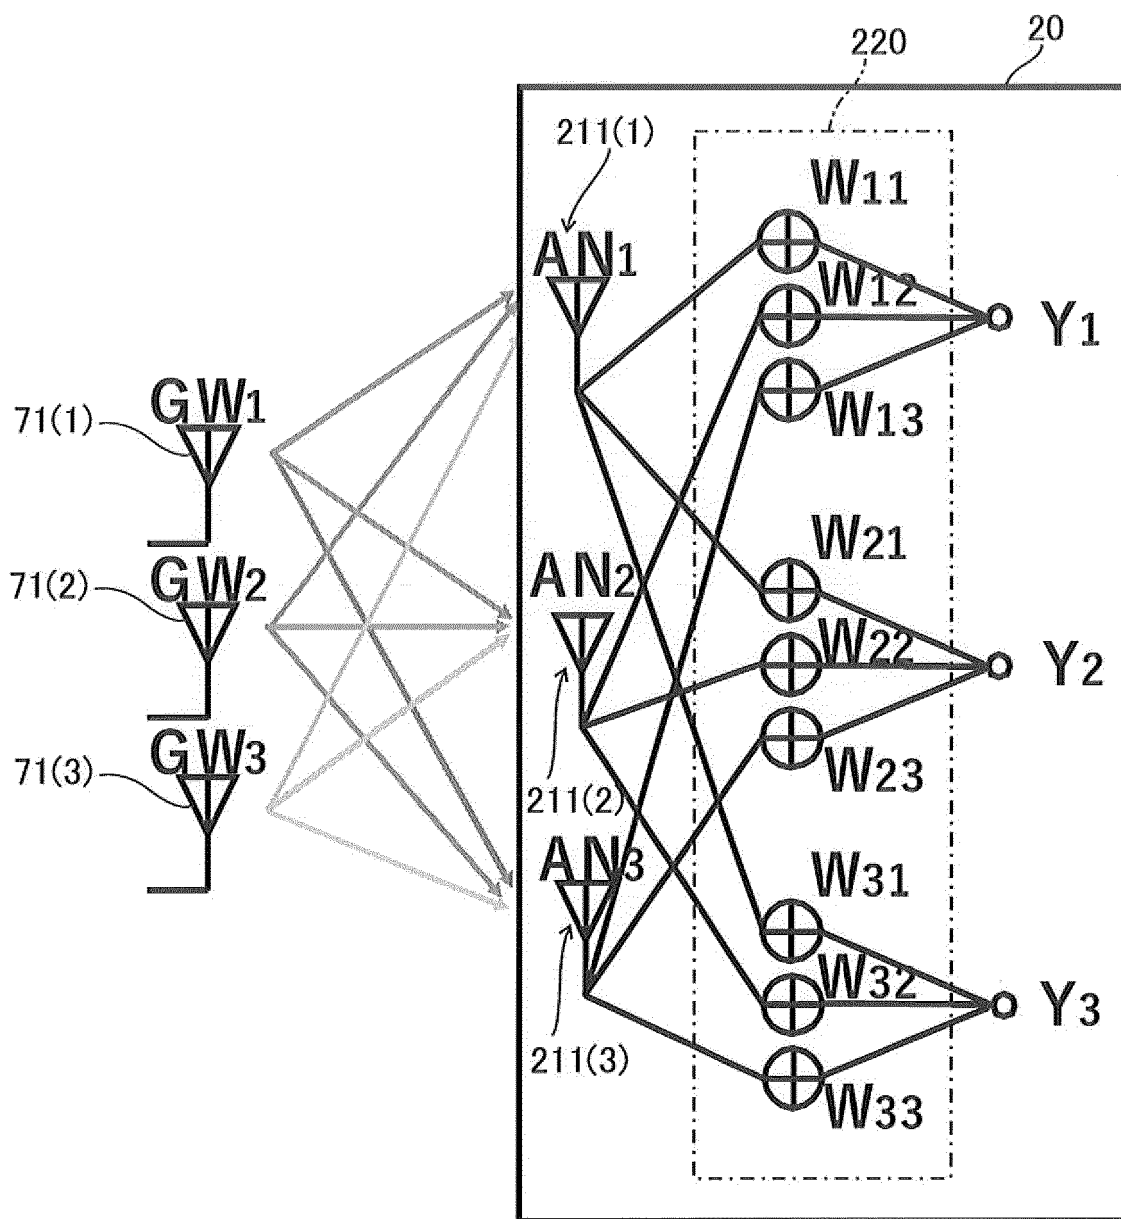 20
220
211(1)
W11
AN1
W12
Y1
GW1
71(1)
W13
W21
AN2
GW2
71(2)
W22
Y2
GW3
71(3)
W23
211(2)
AN3
W31
W32
Y3
211(3)
W33